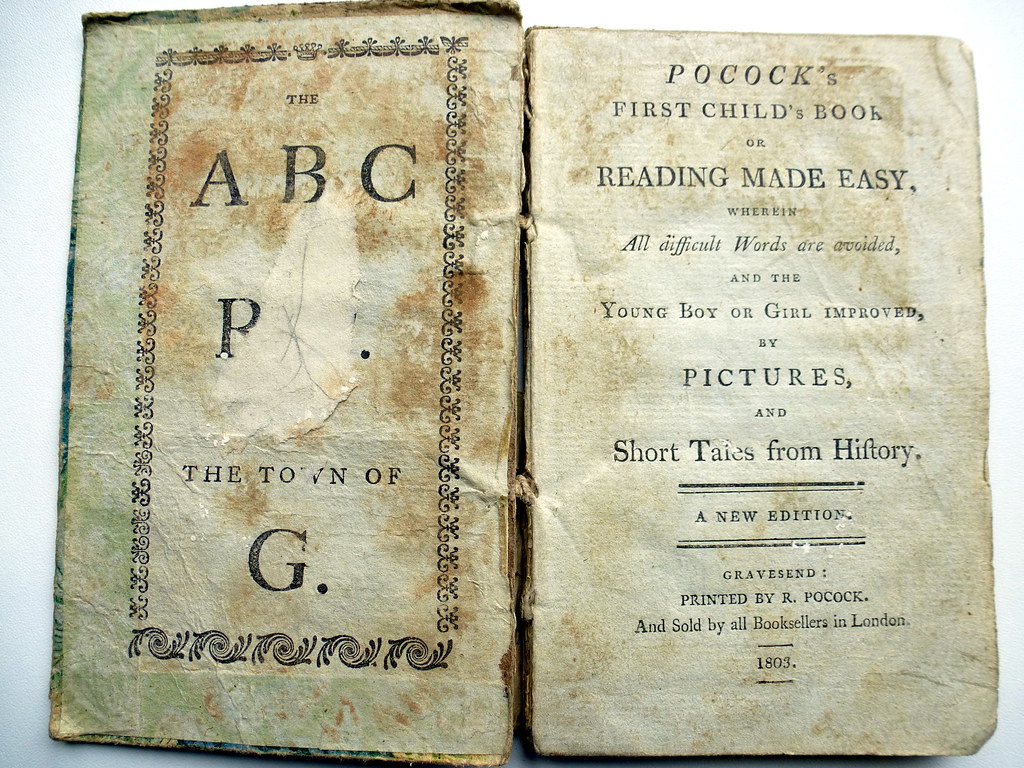 THE
A B C
P .
THE TOWN OF
G.
POCOCK's
FIRST CHILD's BOOK
OR
READING MADE EASY,
WHEREIN
All difficult Words are avoided,
AND THE
YOUNG BOY OR GIRL IMPROVED,
BY
PICTURES,
AND
Short Tales from Hiſtory.
A NEW EDITION.
GRAVESEND:
PRINTED BY R. POCOCK.
And Sold by all Bookſellers in London.
1803.